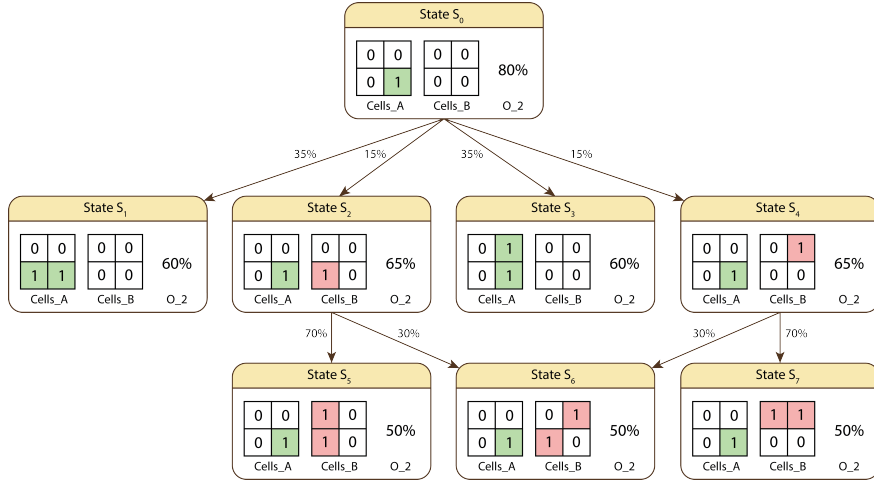 State S0
0 0 0 0
0 1 0 0 80%
Cells_A Cells_B O_2
35% 15% 35% 15%
State S1 State S2 State S3 State S4
0 0 0 0 60% 0 0 0 0 65% 0 1 0 0 60% 0 0 0 1 65%
1 1 0 0 0 1 1 0 0 1 0 0 0 1 0 0
Cells_A Cells_B O_2 Cells_A Cells_B O_2 Cells_A Cells_B O_2 Cells_A Cells_B O_2
70% 30% 30% 70%
State S5 State S6 State S7
0 0 1 0 50% 0 0 0 1 50% 0 0 1 1 50%
0 1 1 0 0 1 1 0 0 1 0 0
Cells_A Cells_B O_2 Cells_A Cells_B O_2 Cells_A Cells_B O_2